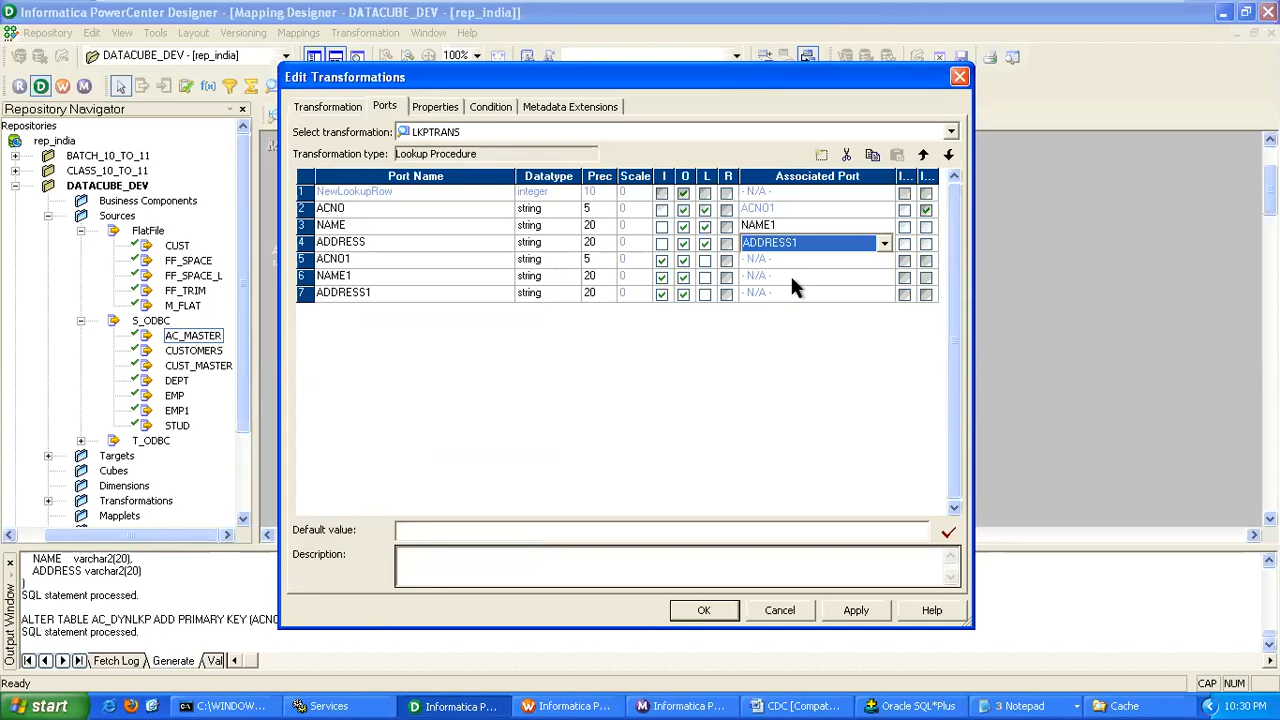 Informatica PowerCenter Designer - [Mapping Designer - DATACUBE_DEV - [rep_india]]
Repository Edit View Tools Layout Versioning Mappings Transformation Window Help
DATACUBE_DEV - [rep_india] 100%
R D W M
Repository Navigator
Repositories
rep_india
BATCH_10_TO_11
CLASS_10_TO_11
DATACUBE_DEV
Business Components
Sources
FlatFile
CUST
FF_SPACE
FF_SPACE_L
FF_TRIM
M_FLAT
S_ODBC
AC_MASTER
CUSTOMERS
CUST_MASTER
DEPT
EMP
EMP1
STUD
T_ODBC
Targets
Cubes
Dimensions
Transformations
Mapplets
Edit Transformations
Transformation Ports Properties Condition Metadata Extensions
Select transformation: LKPTRANS
Transformation type: Lookup Procedure
Port Name Datatype Prec Scale I O L R Associated Port I... I...
1 NewLookupRow integer 10 0 - N/A -
2 ACNO string 5 0 ACNO1
3 NAME string 20 0 NAME1
4 ADDRESS string 20 0 ADDRESS1
5 ACNO1 string 5 0 - N/A -
6 NAME1 string 20 0 - N/A -
7 ADDRESS1 string 20 0 - N/A -
Default value:
Description:
OK Cancel Apply Help
Output Window
NAME varchar2(20),
ADDRESS varchar2(20)
)
SQL statement processed.
ALTER TABLE AC_DYNLKP ADD PRIMARY KEY (ACNO
SQL statement processed.
Fetch Log Generate Val
CAP NUM
start C:\WINDOW... Services Informatica P... Informatica P... Informatica P... CDC [Compat... Oracle SQL*Plus 3 Notepad Cache 10:30 PM